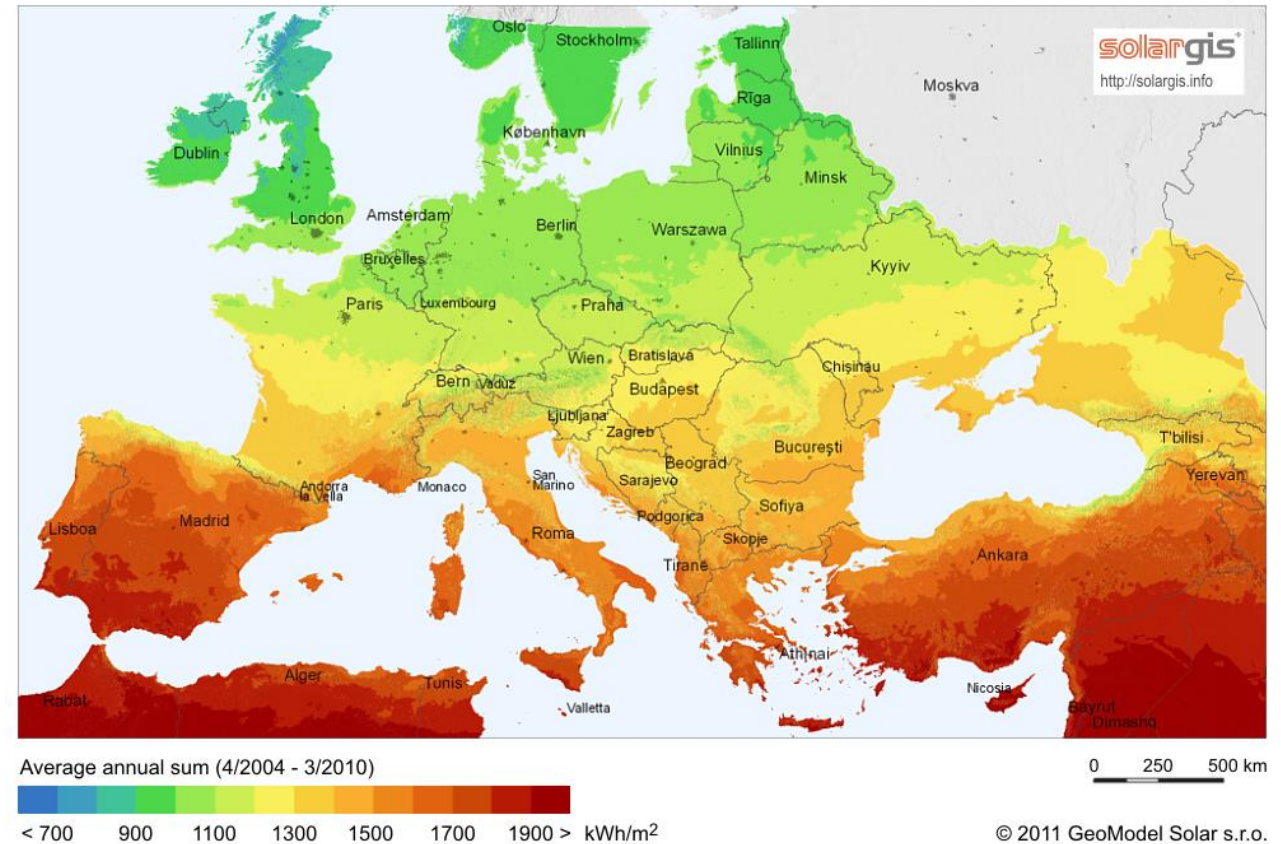 Oslo
Stockholm
Tallinn
solargis
http://solargis.info
Moskva
Rīga
København
Vilnius
Dublin
Minsk
London
Amsterdam
Berlin
Warszawa
Bruxelles
Kyyiv
Paris
Luxembourg
Praha
Wien
Bratislava
Chișinău
Bern
Vaduz
Budapest
Ljubljana
Zagreb
București
T'bilisi
Beograd
Yerevan
Andorra
la Vella
Monaco
San
Marino
Sarajevo
Sofiya
Podgorica
Lisboa
Madrid
Roma
Skopje
Ankara
Tiranë
Athínai
Alger
Tunis
Nicosia
Rabat
Valletta
Bayrut
Dimashq
Average annual sum (4/2004 - 3/2010)
0 250 500 km
< 700 900 1100 1300 1500 1700 1900 > kWh/m²
© 2011 GeoModel Solar s.r.o.